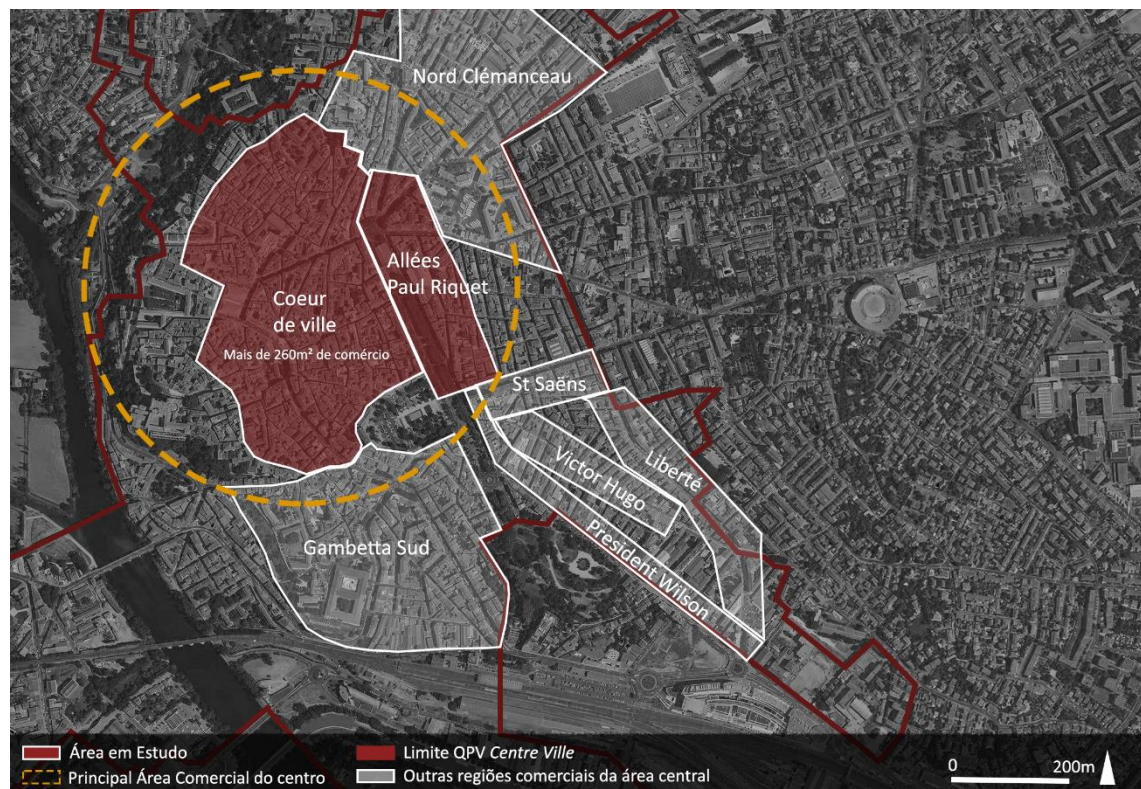 Nord Clémanceau
Allées
Paul Riquet
Coeur
de ville
Mais de 260m² de comércio
St Saëns
Liberté
Victor Hugo
President Wilson
Gambetta Sud
Área em Estudo
Limite QPV Centre Ville
Principal Área Comercial do centro
Outras regiões comerciais da área central
0 200m